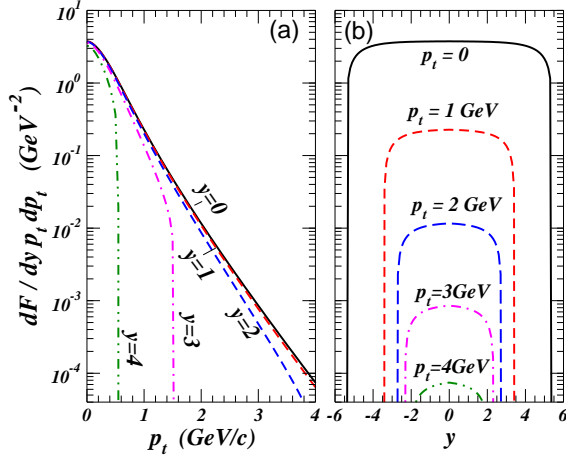 (a)
(b)
dF / dy p_t dp_t (GeV^-2)
10^1
10^0
10^-1
10^-2
10^-3
10^-4
y=0
y=1
y=2
y=3
y=4
0 1 2 3 4
p_t (GeV/c)
p_t = 0
p_t = 1 GeV
p_t = 2 GeV
p_t=3GeV
p_t=4GeV
-6 -4 -2 0 2 4 6
y